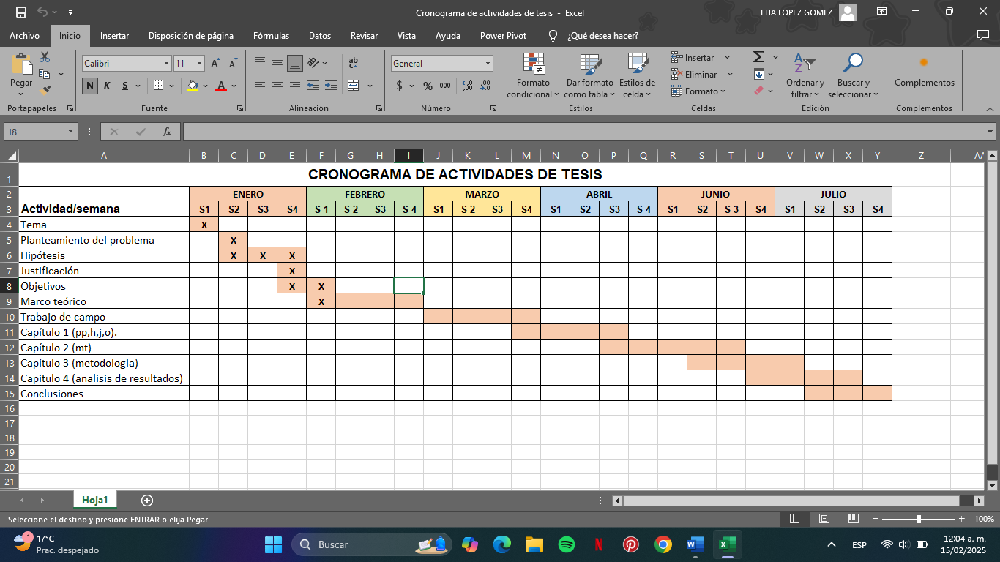 Cronograma de actividades de tesis - Excel
ELIA LOPEZ GOMEZ
Archivo Inicio Insertar Disposición de página Fórmulas Datos Revisar Vista Ayuda Power Pivot ¿Qué desea hacer?
Pegar
Portapapeles
Calibri 11
N K S
Fuente
ab
Alineación
General
$ % 000
Número
Formato condicional
Dar formato como tabla
Estilos de celda
Estilos
Insertar
Eliminar
Formato
Celdas
Ordenar y filtrar
Buscar y seleccionar
Edición
Complementos
Complementos
I8 fx
A B C D E F G H I J K L M N O P Q R S T U V W X Y Z AA
1 CRONOGRAMA DE ACTIVIDADES DE TESIS
2 ENERO FEBRERO MARZO ABRIL JUNIO JULIO
3 Actividad/semana S1 S2 S3 S4 S 1 S 2 S3 S 4 S1 S 2 S3 S4 S1 S2 S3 S 4 S1 S2 S 3 S4 S1 S2 S3 S4
4 Tema X
5 Planteamiento del problema X
6 Hipótesis X X X
7 Justificación X
8 Objetivos X X
9 Marco teórico X
10 Trabajo de campo
11 Capítulo 1 (pp,h,j,o).
12 Capítulo 2 (mt)
13 Capítulo 3 (metodologia)
14 Capitulo 4 (analisis de resultados)
15 Conclusiones
16
17
18
19
20
21
Hoja1
Seleccione el destino y presione ENTRAR o elija Pegar
100%
1
17°C
Prac. despejado
Buscar
ESP
12:04 a. m.
15/02/2025